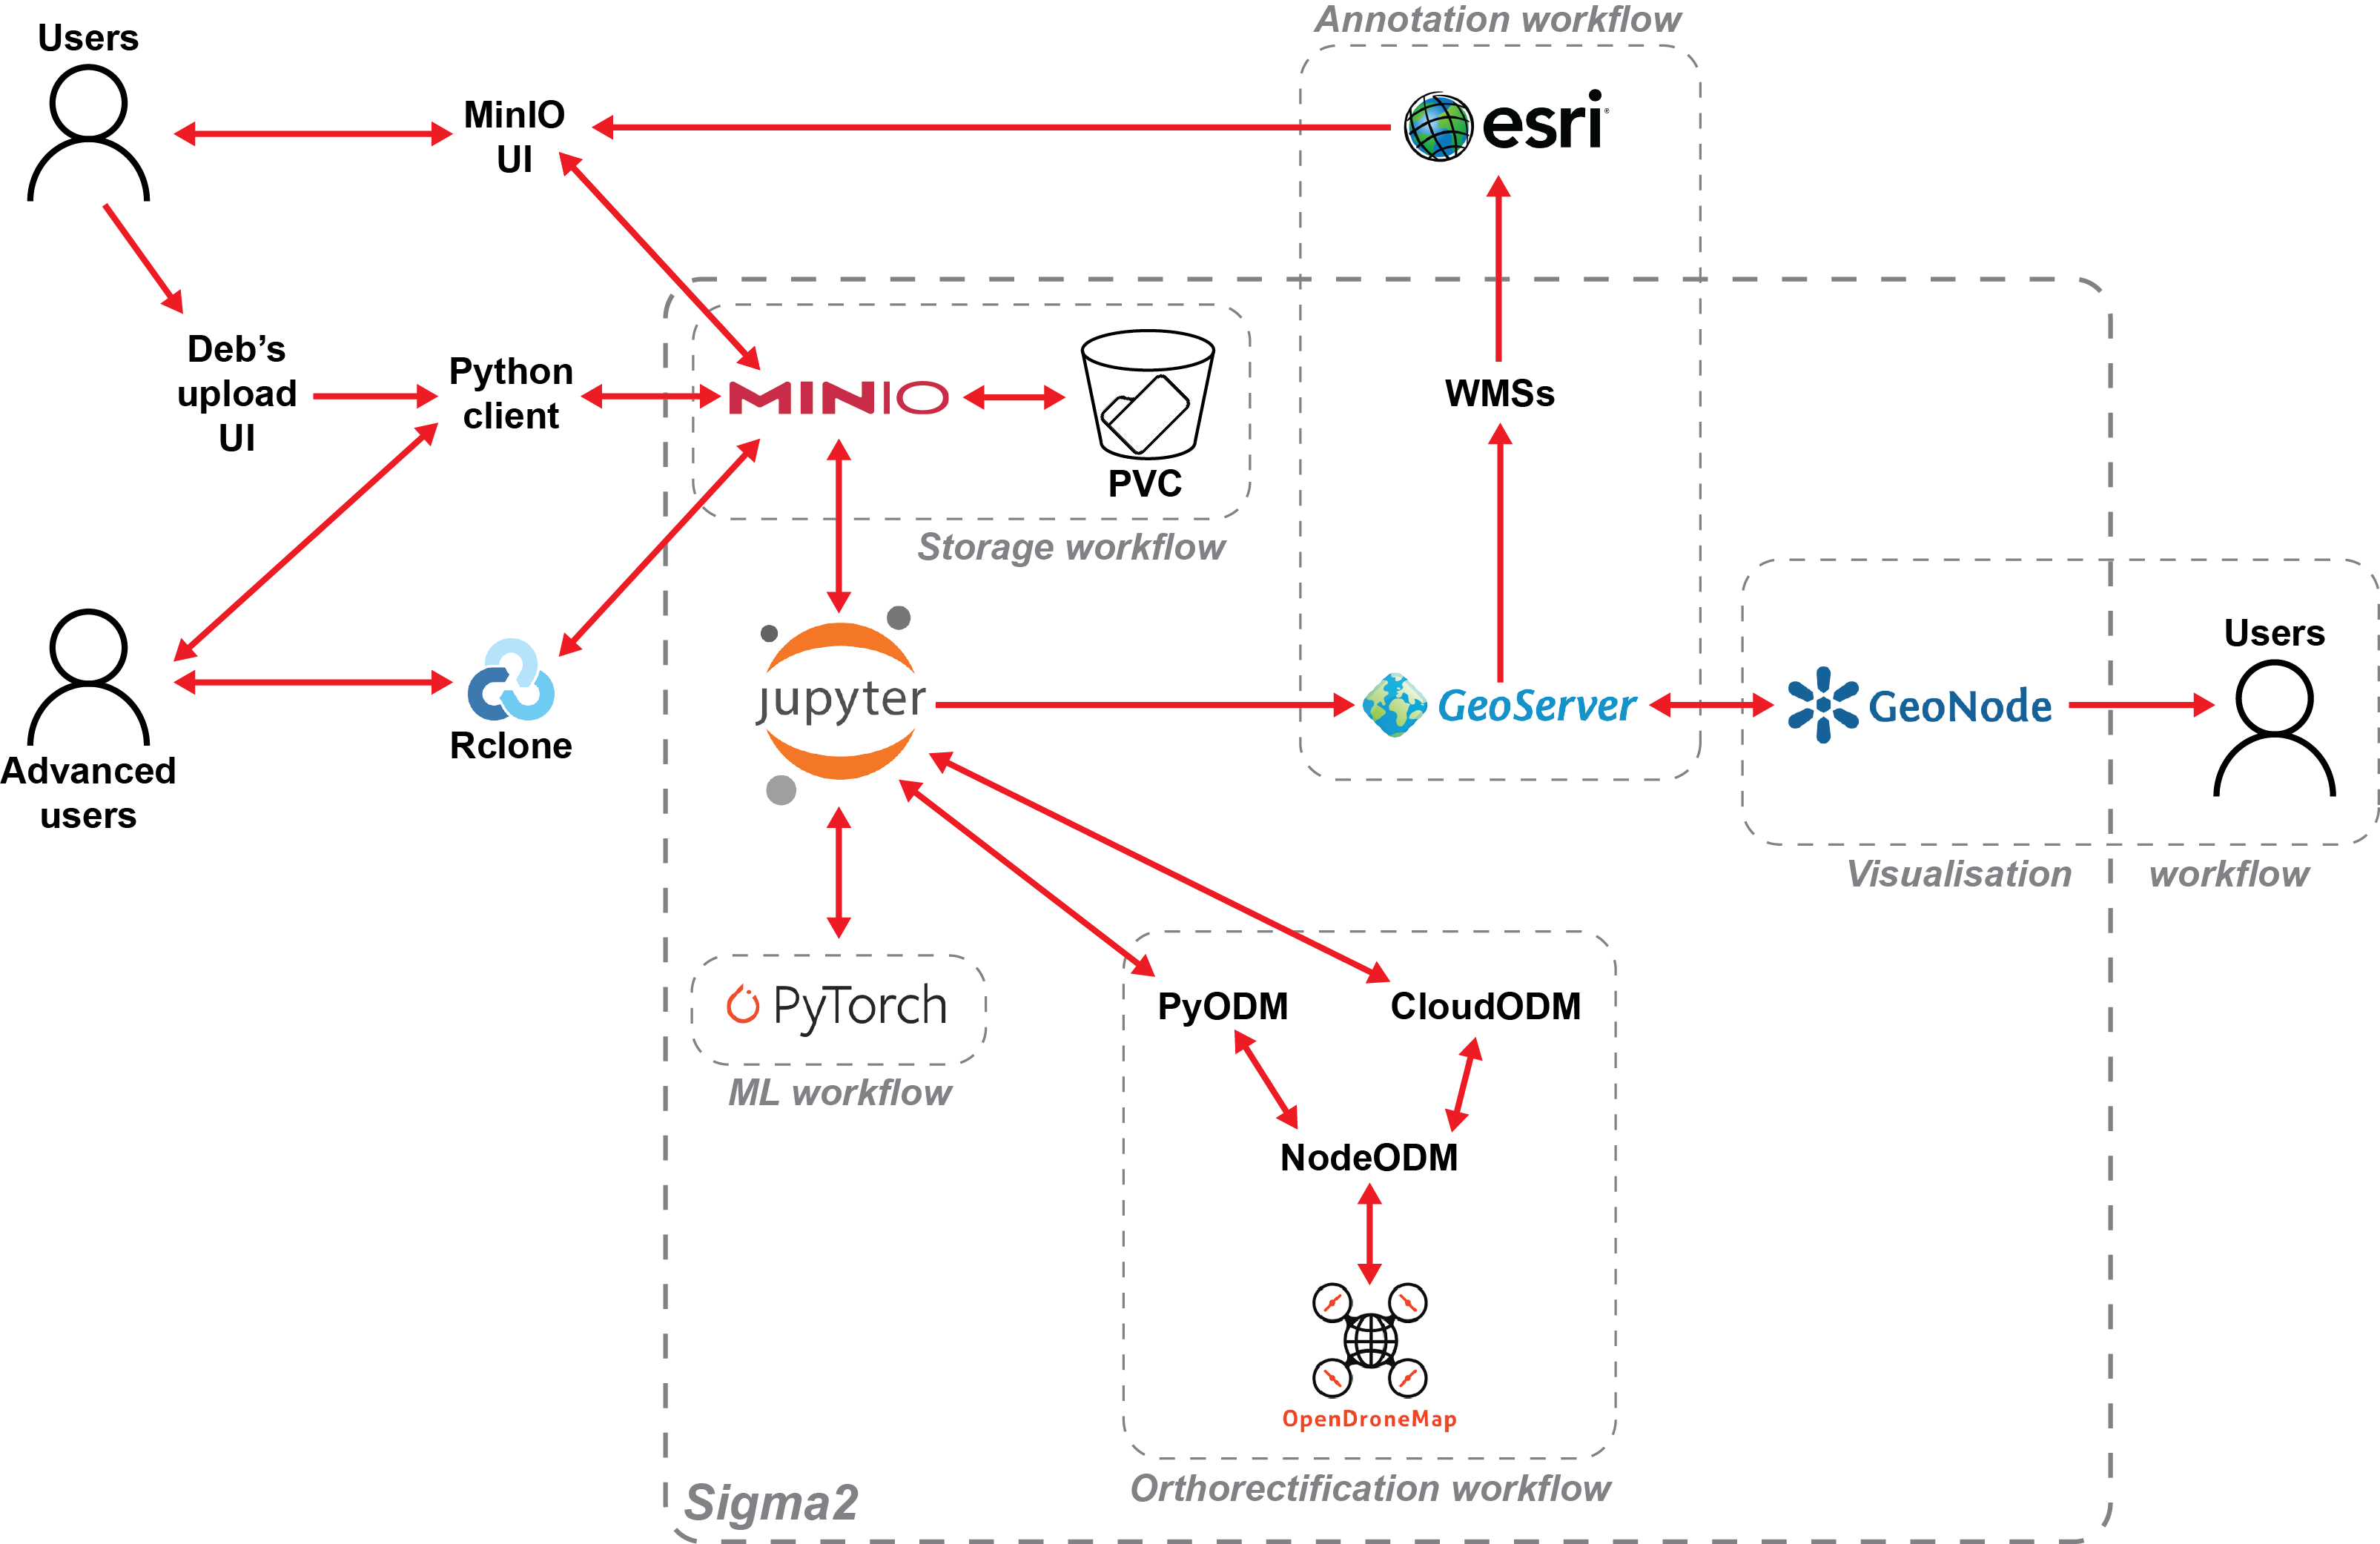 Annotation workflow
Users
MinIO
UI
esri
Deb's
upload
UI
Python
client
MINIO
PVC
WMSs
Storage workflow
Advanced
users
Rclone
jupyter
GeoServer
GeoNode
Users
Visualisation workflow
PyTorch
ML workflow
PyODM
CloudODM
NodeODM
OpenDroneMap
Orthorectification workflow
Sigma2